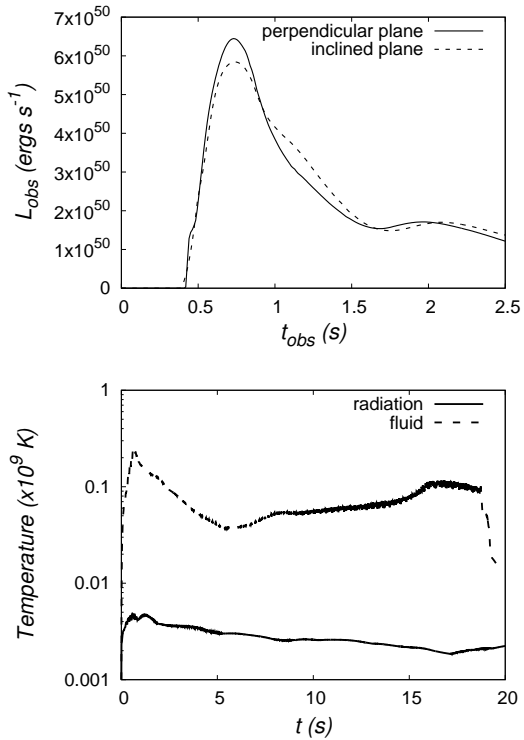 7x10^50
6x10^50
5x10^50
4x10^50
3x10^50
2x10^50
1x10^50
0
L_obs (ergs s^-1)
perpendicular plane
inclined plane
0 0.5 1 1.5 2 2.5
t_obs (s)
1
0.1
0.01
0.001
Temperature (x10^9 K)
radiation
fluid
0 5 10 15 20
t (s)